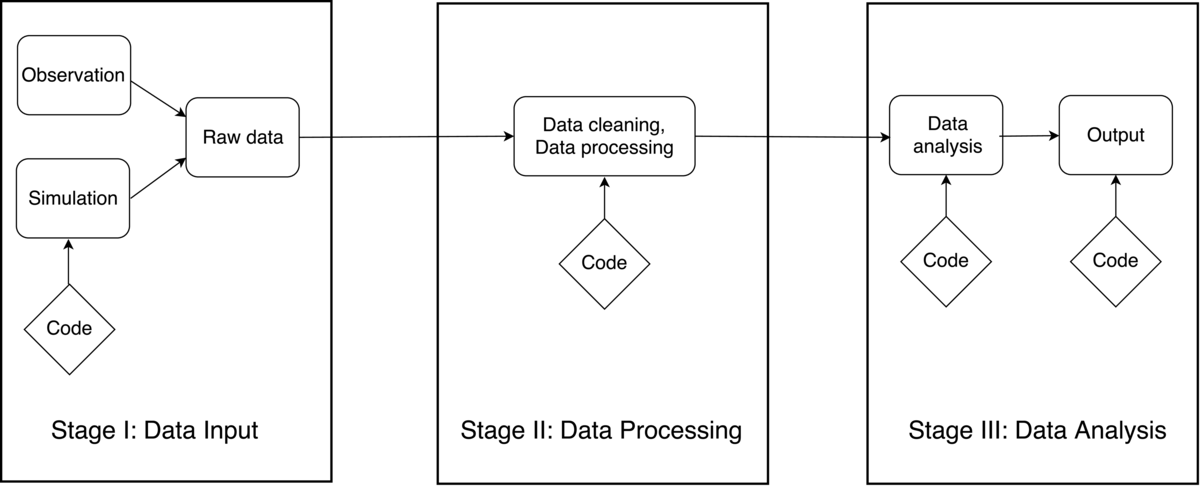 Observation
Raw data
Simulation
Code
Stage I: Data Input
Data cleaning,
Data processing
Code
Stage II: Data Processing
Data
analysis
Output
Code
Code
Stage III: Data Analysis